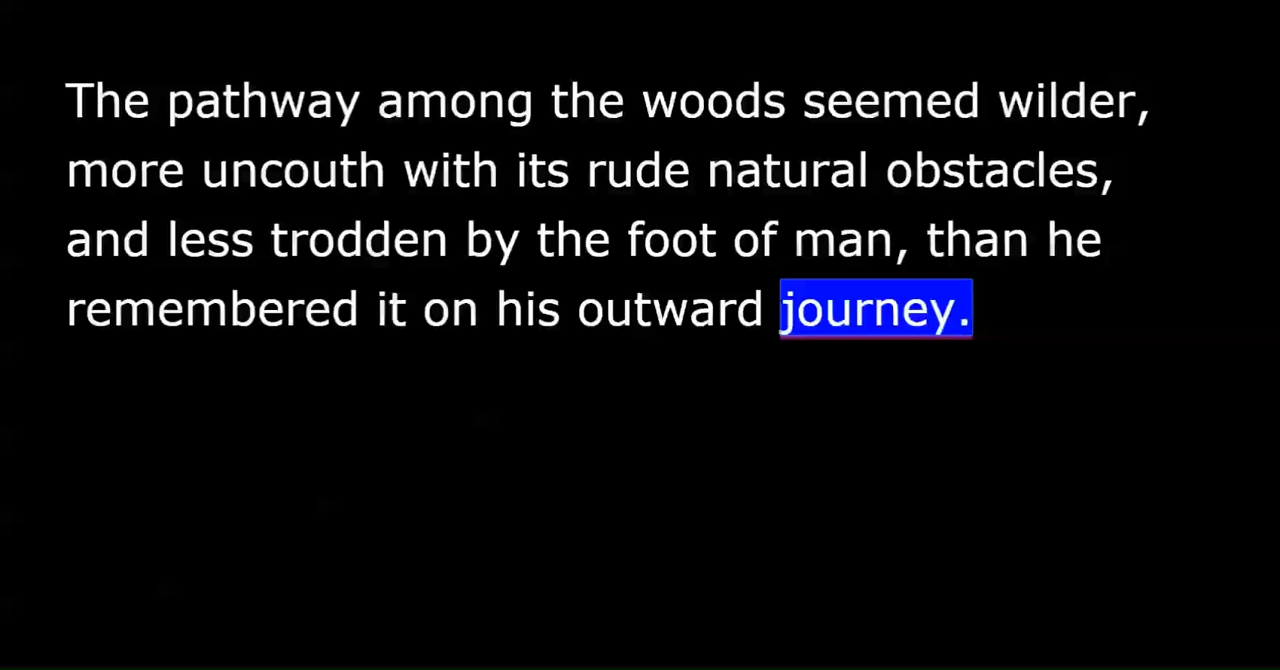 The pathway among the woods seemed wilder,
more uncouth with its rude natural obstacles,
and less trodden by the foot of man, than he
remembered it on his outward journey.